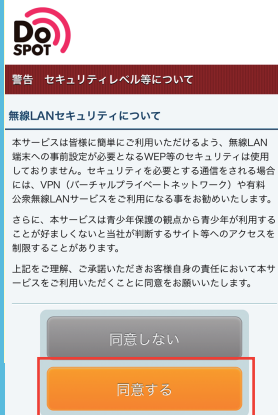 Do
SPOT
警告　セキュリティレベル等について
無線LANセキュリティについて
本サービスは皆様に簡単にご利用いただけるよう、無線LAN
端末への事前設定が必要となるWEP等のセキュリティは使用
しておりません。セキュリティを必要とする通信をされる場合
には、VPN（バーチャルプライベートネットワーク）や有料
公衆無線LANサービスをご利用になる事をお勧めいたします。
さらに、本サービスは青少年保護の観点から青少年が利用する
ことが好ましくないと当社が判断するサイト等へのアクセスを
制限することがあります。
上記をご理解、ご承諾いただきお客様自身の責任において本サ
ービスをご利用いただくことに同意をお願いいたします。
同意しない
同意する